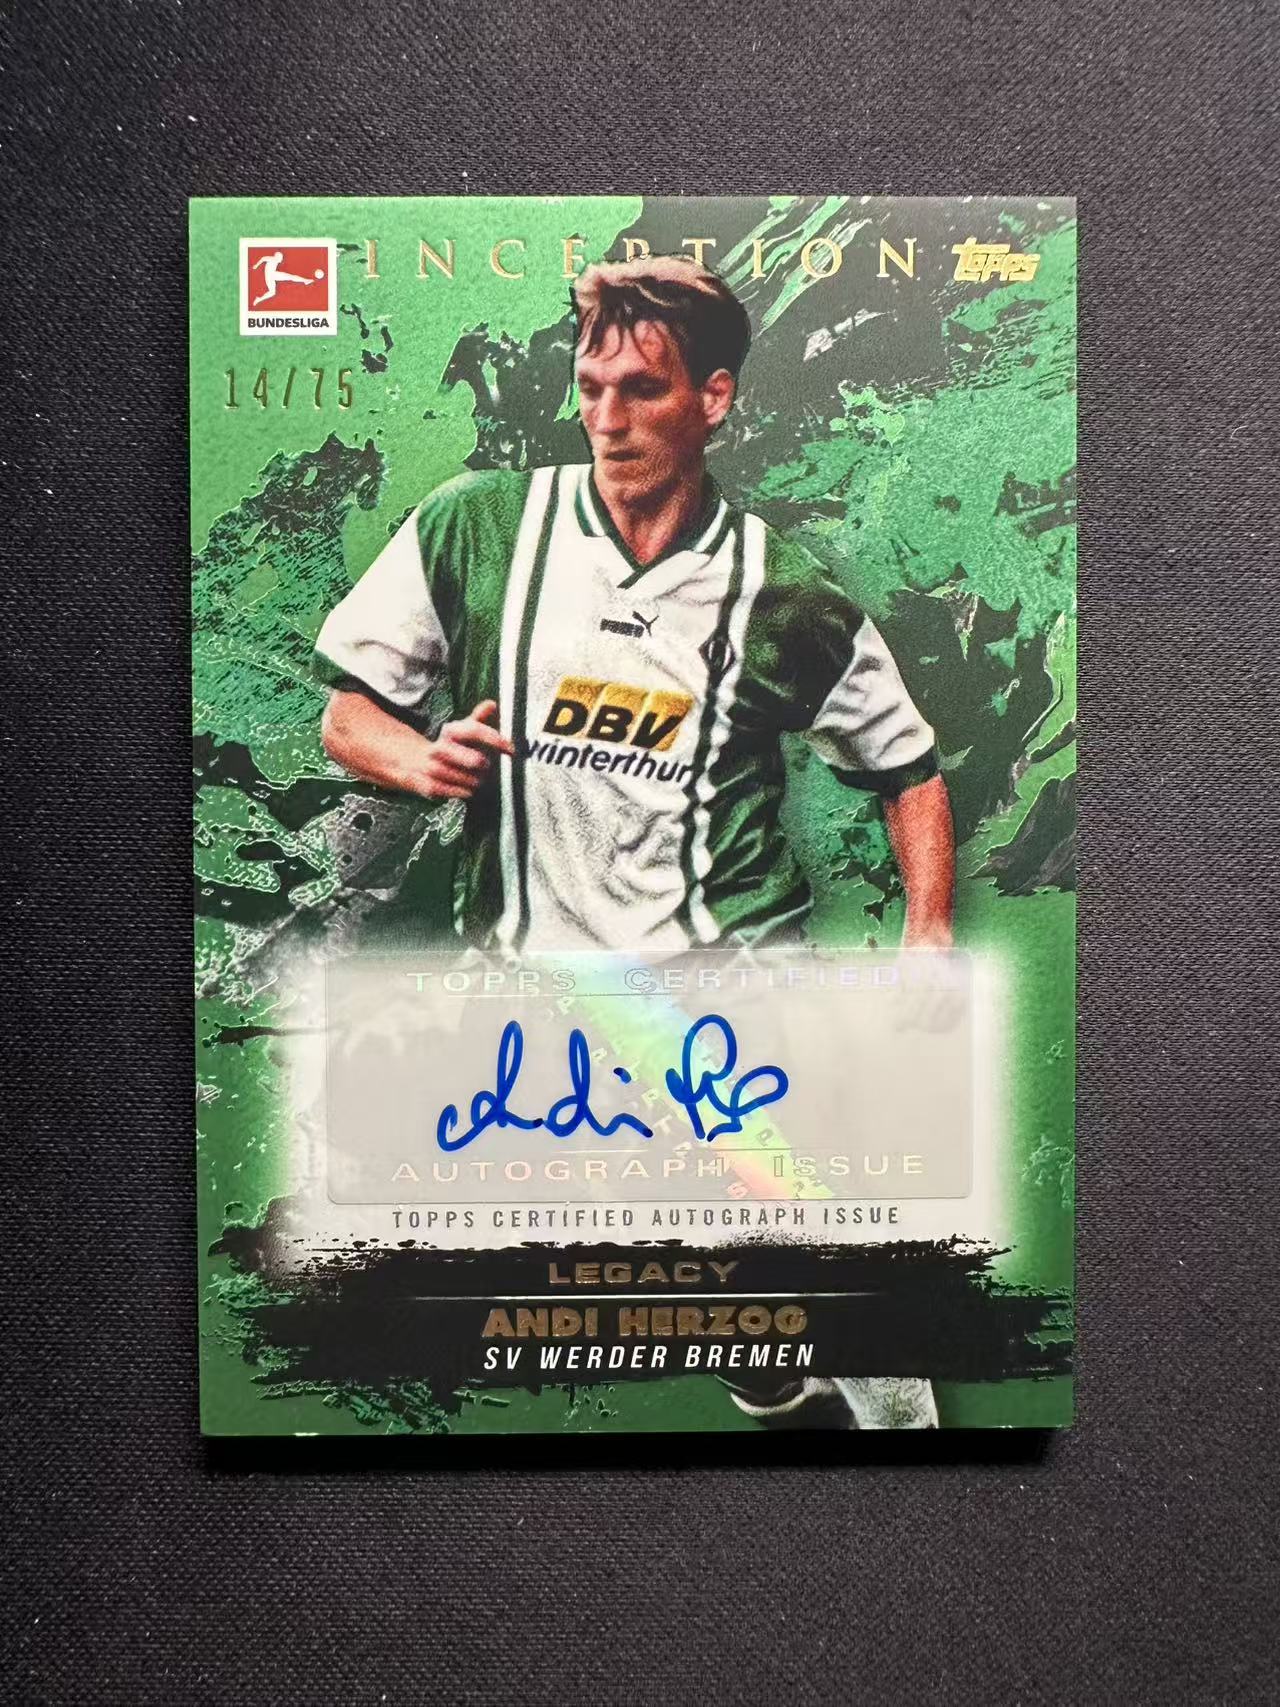 INCEPTION
TOPPS
BUNDESLIGA
14/75
PUMA
DBV
winterthur
TOPPS CERTIFIED
AUTOGRAPH ISSUE
TOPPS CERTIFIED AUTOGRAPH ISSUE
LEGACY
ANDI HERZOG
SV WERDER BREMEN